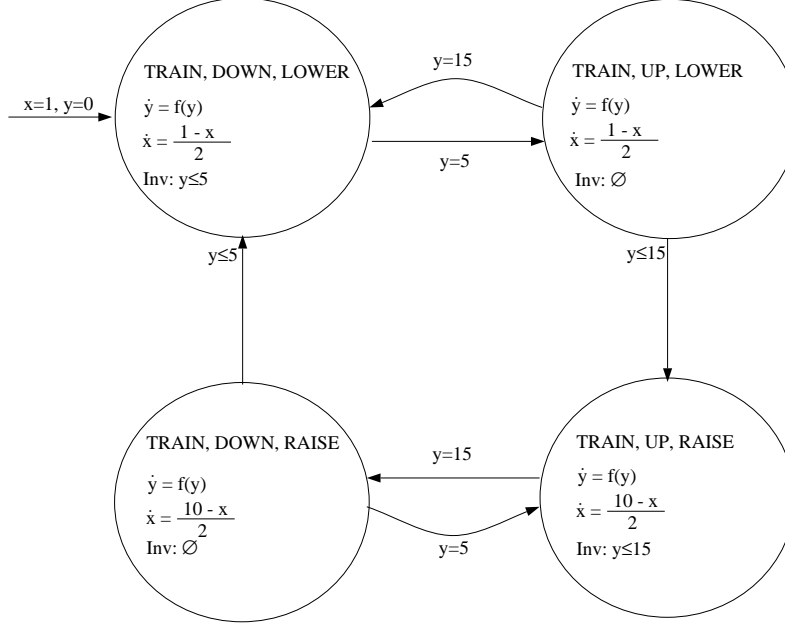 x=1, y=0
TRAIN, DOWN, LOWER
ẏ = f(y)
ẋ = 1 - x
2
Inv: y≤5
y=15
y=5
TRAIN, UP, LOWER
ẏ = f(y)
ẋ = 1 - x
2
Inv: ∅
y≤5
y≤15
TRAIN, DOWN, RAISE
ẏ = f(y)
ẋ = 10 - x
2
Inv: ∅
y=15
y=5
TRAIN, UP, RAISE
ẏ = f(y)
ẋ = 10 - x
2
Inv: y≤15